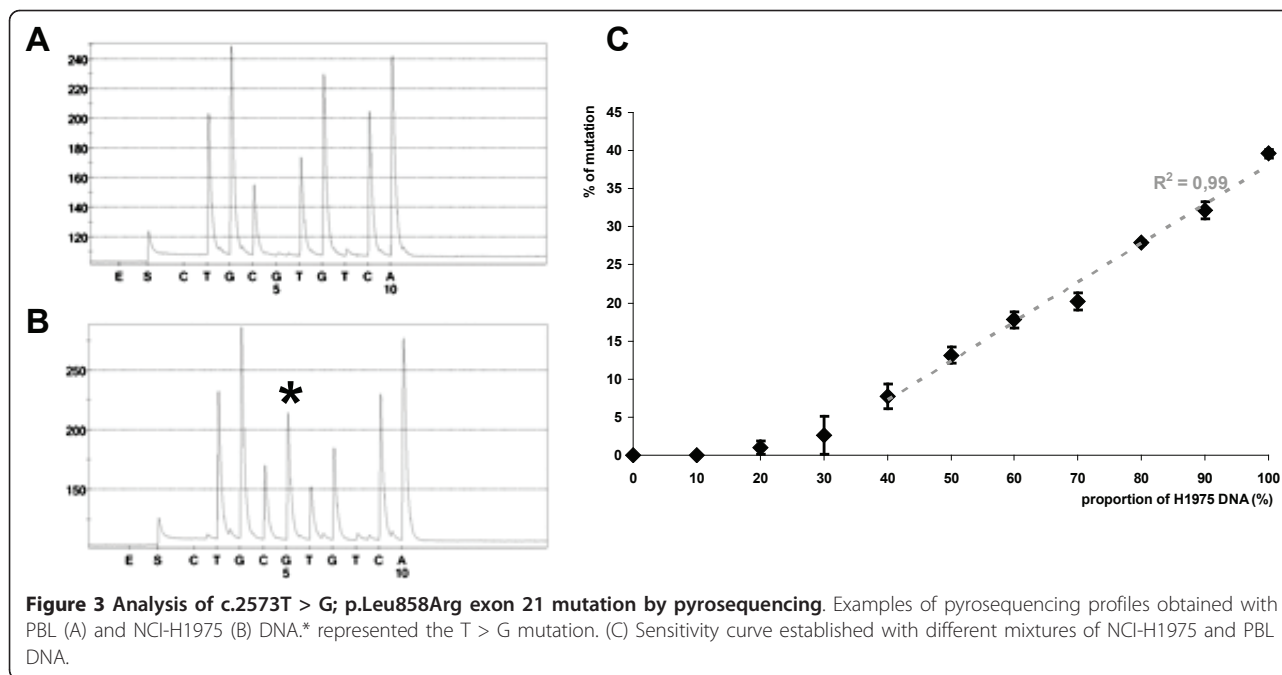 A
240
220
200
180
160
140
120
E S C T G C G T G T C A
5 10
B
250
200
150
*
E S C T G C G T G T C A
5 10
C
45
40
35
30
25
20
15
10
5
0
% of mutation
R² = 0,99
0 10 20 30 40 50 60 70 80 90 100
proportion of H1975 DNA (%)
Figure 3 Analysis of c.2573T > G; p.Leu858Arg exon 21 mutation by pyrosequencing. Examples of pyrosequencing profiles obtained with
PBL (A) and NCI-H1975 (B) DNA.* represented the T > G mutation. (C) Sensitivity curve established with different mixtures of NCI-H1975 and PBL
DNA.